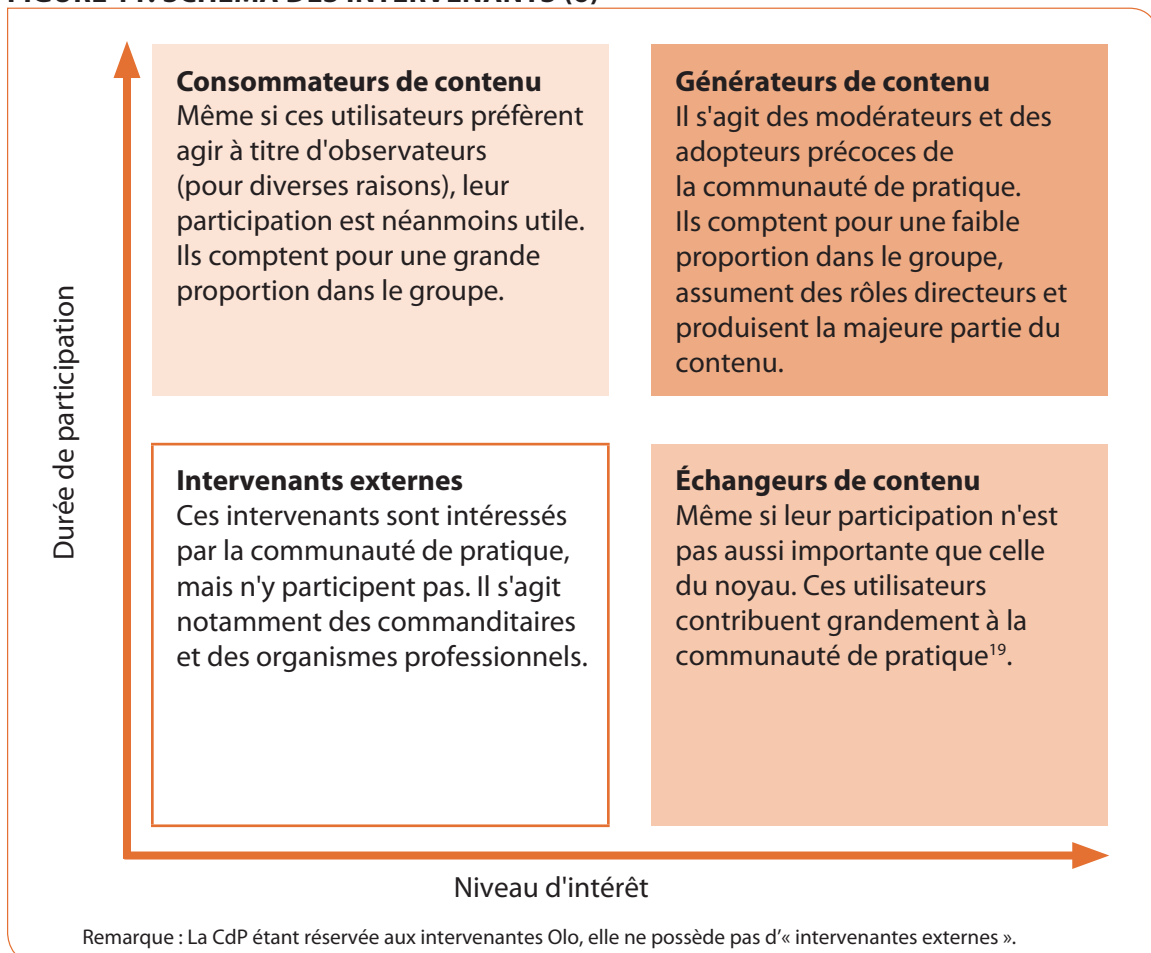 Consommateurs de contenu
Même si ces utilisateurs préfèrent
agir à titre d'observateurs
(pour diverses raisons), leur
participation est néanmoins utile.
Ils comptent pour une grande
proportion dans le groupe.
Générateurs de contenu
Il s'agit des modérateurs et des
adopteurs précoces de
la communauté de pratique.
Ils comptent pour une faible
proportion dans le groupe,
assument des rôles directeurs et
produisent la majeure partie du
contenu.
Durée de participation
Intervenants externes
Ces intervenants sont intéressés
par la communauté de pratique,
mais n'y participent pas. Il s'agit
notamment des commanditaires
et des organismes professionnels.
Échangeurs de contenu
Même si leur participation n'est
pas aussi importante que celle
du noyau. Ces utilisateurs
contribuent grandement à la
communauté de pratique¹⁹.
Niveau d'intérêt
Remarque : La CdP étant réservée aux intervenantes Olo, elle ne possède pas d'« intervenantes externes ».